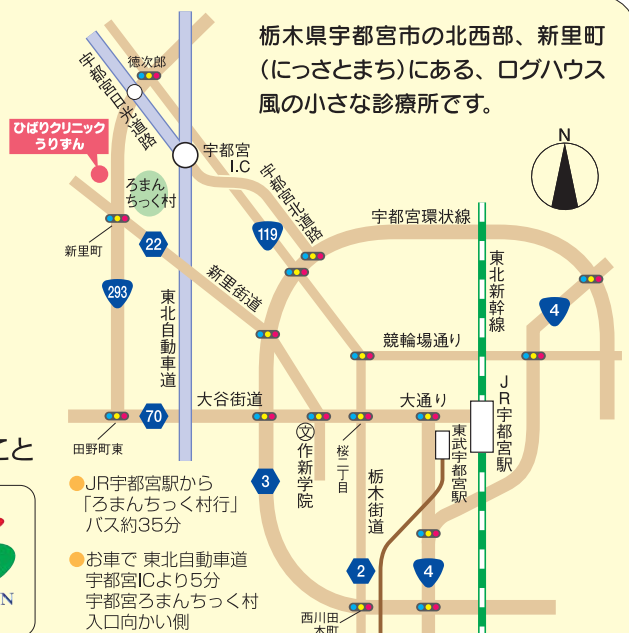 栃木県宇都宮市の北西部、新里町
(にっさとまち)にある、ログハウス
風の小さな診療所です。
徳次郎
宇都宮日光道路
ひばりクリニック
うりずん
宇都宮
I.C
ろまん
ちっく村
宇都宮北道路
N
宇都宮環状線
新里町
22
119
293
新里街道
東北自動車道
東北新幹線
4
競輪場通り
大谷街道
70
大通り
JR宇都宮駅
田野町東
文
作新学院
桜二丁目
東武宇都宮駅
栃木街道
3
2
4
西川田
本町
こと
●JR宇都宮駅から
「ろまんちっく村行」
バス約35分
●お車で 東北自動車道
宇都宮ICより5分
宇都宮ろまんちっく村
入口向かい側
N